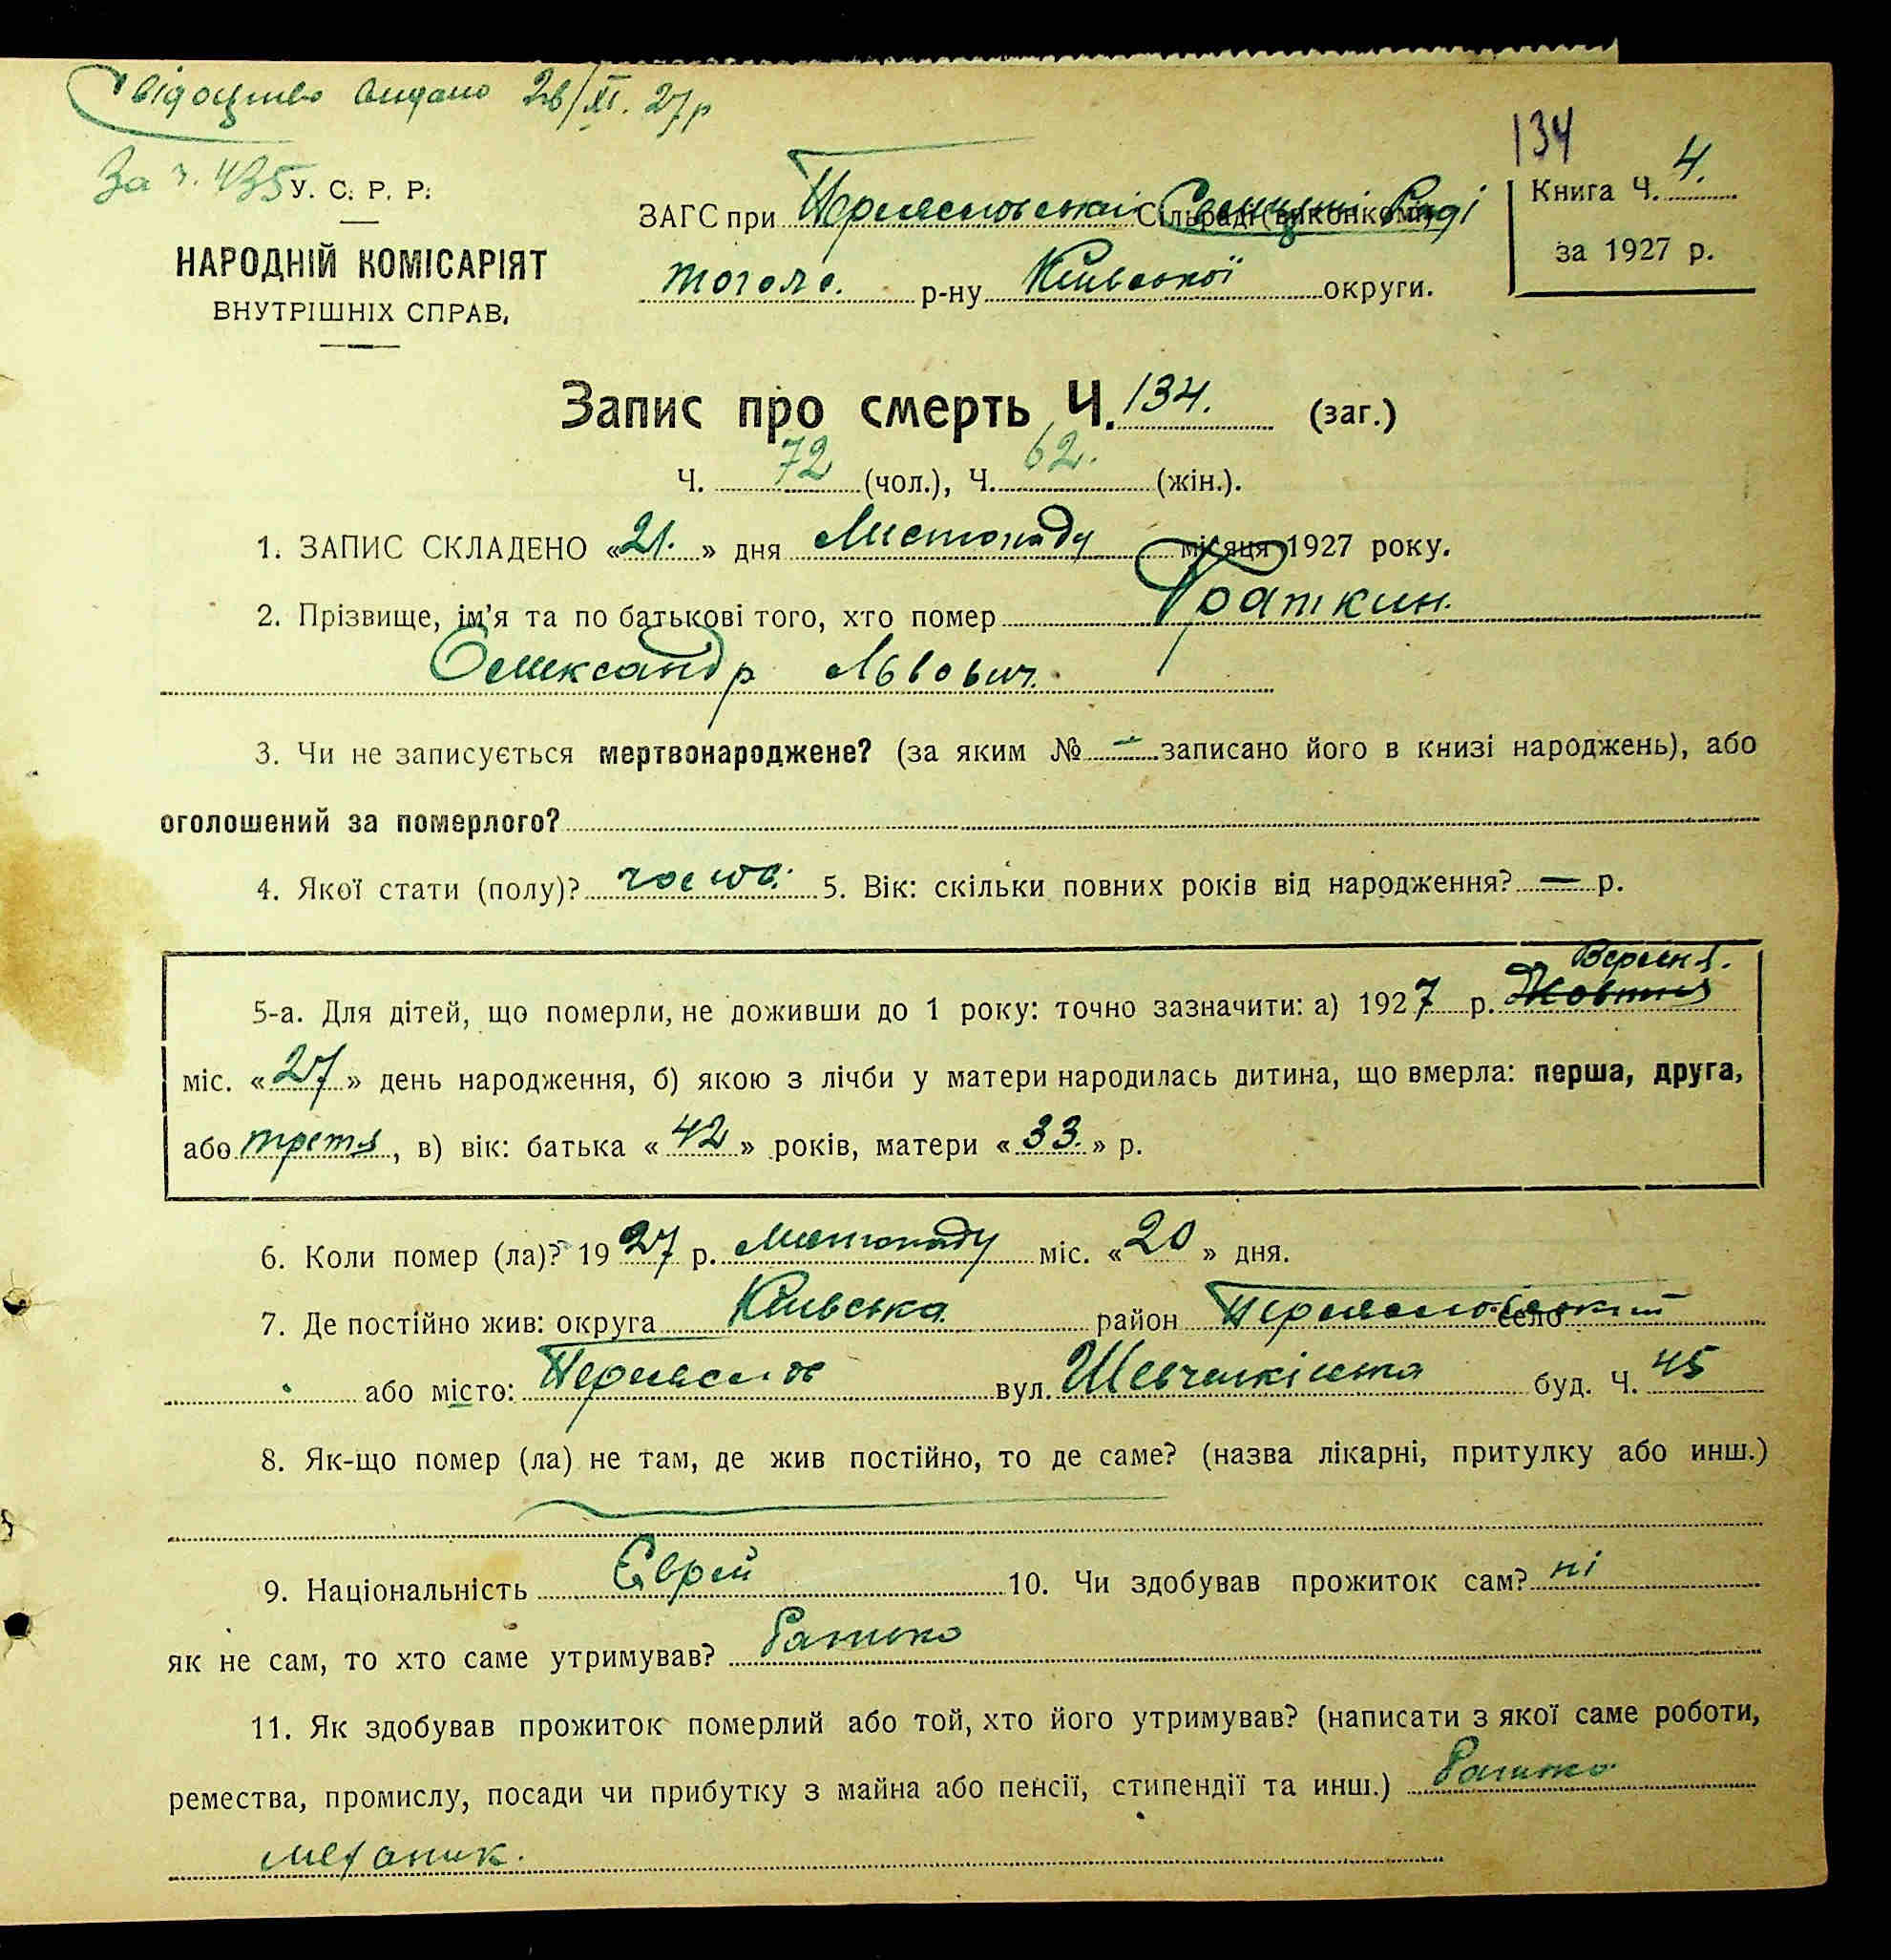 Свідоцтво видано 26/XI. 27 р
За ч. 435
134
У. С. Р. Р.
НАРОДНІЙ КОМІСАРІЯТ
ВНУТРІШНІХ СПРАВ.
ЗАГС при Переяславській Сільраді (виконкомі) Селищній Раді
того ж р-ну Київської округи.
Книга Ч. 4.
за 1927 р.
Запис про смерть Ч. 134. (заг.)
Ч. 72 (чол.), Ч. 62. (жін.).
1. ЗАПИС СКЛАДЕНО «21.» дня Листопаду місяця 1927 року.
2. Прізвище, ім'я та по батькові того, хто помер
Олександр Львович.
3. Чи не записується мертвонароджене? (за яким № — записано його в книзі народжень), або
оголошений за померлого?
4. Якої стати (полу)? чолов. 5. Вік: скільки повних років від народження? — р.
Вересня.
5-а. Для дітей, що померли, не доживши до 1 року: точно зазначити: а) 1927 р. Жовтня
міс. «27» день народження, б) якою з лічби у матери народилась дитина, що вмерла: перша, друга,
або третя, в) вік: батька «42» років, матери «33.» р.
6. Коли помер (ла)? 1927 р. Листопаду міс. «20» дня.
7. Де постійно жив: округа Київська район Переяславський село
або місто: Переяслав вул. Шевченківська буд. Ч. 45
8. Як-що помер (ла) не там, де жив постійно, то де саме? (назва лікарні, притулку або инш.)
9. Національність Єврей 10. Чи здобував прожиток сам? ні
як не сам, то хто саме утримував? Батько
11. Як здобував прожиток померлий або той, хто його утримував? (написати з якої саме роботи,
ремества, промислу, посади чи прибутку з майна або пенсії, стипендії та инш.) Батько
механик.